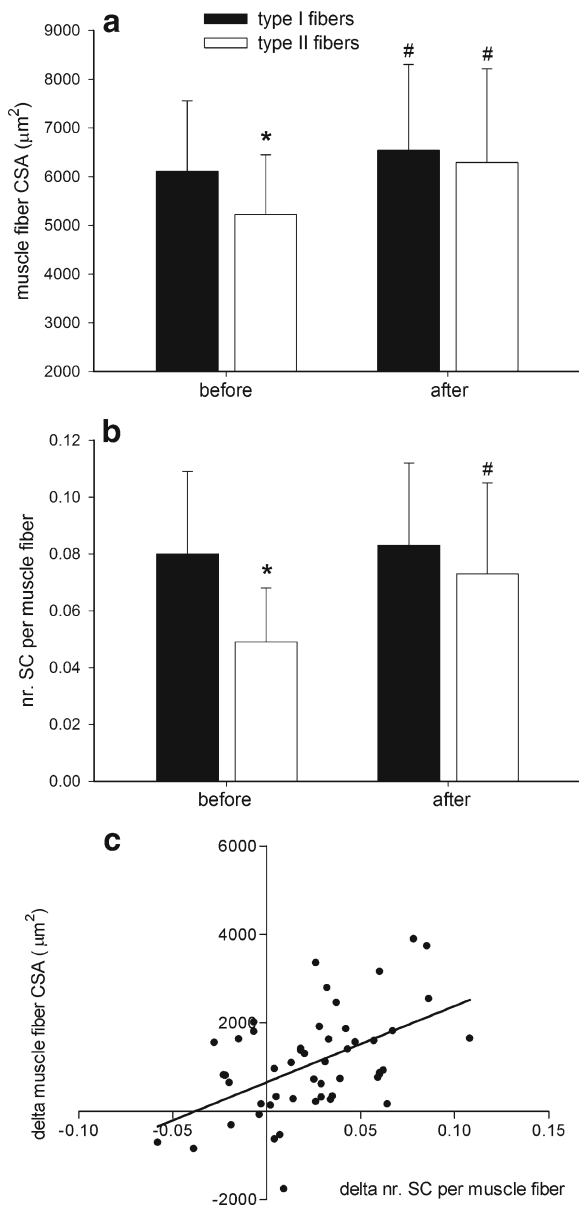 a
type I fibers
type II fibers
muscle fiber CSA (μm²)
9000
8000
7000
6000
5000
4000
3000
2000
*
#
#
before
after
b
nr. SC per muscle fiber
0.12
0.10
0.08
0.06
0.04
0.02
0.00
*
#
before
after
c
delta muscle fiber CSA (μm²)
6000
4000
2000
-2000
-0.10
-0.05
0.00
0.05
0.10
0.15
delta nr. SC per muscle fiber